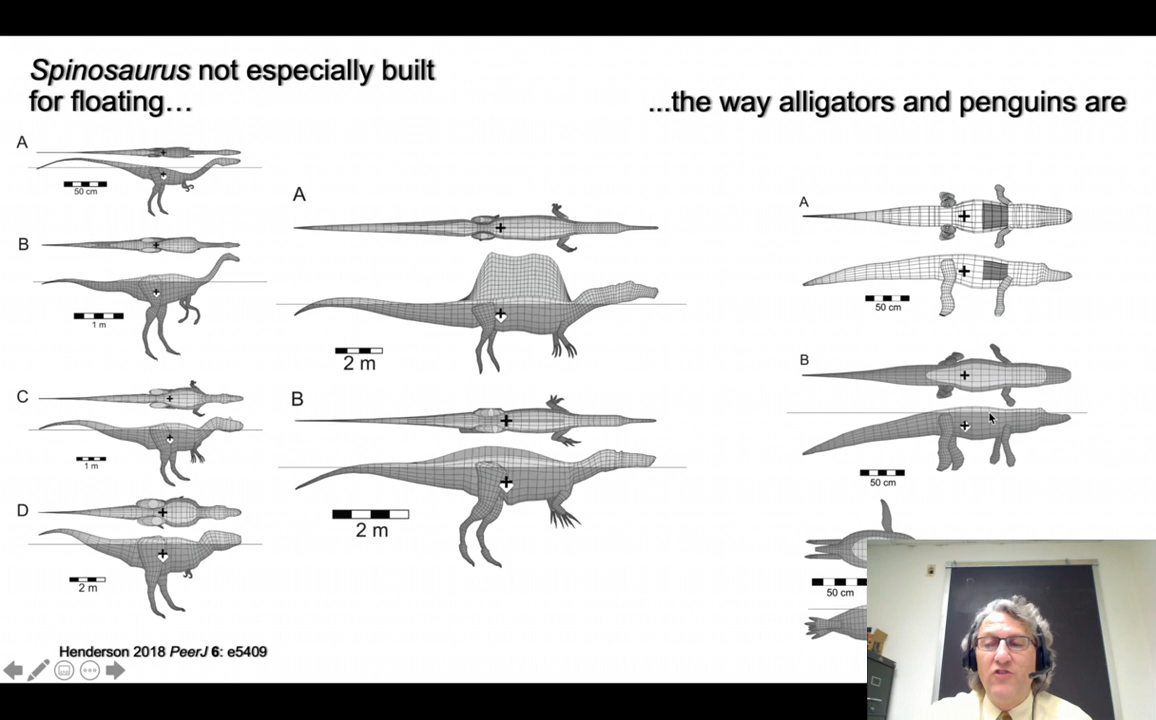 Spinosaurus not especially built
for floating…
...the way alligators and penguins are
A
50 cm
B
1 m
C
1 m
D
2 m
A
2 m
B
2 m
A
50 cm
B
50 cm
50 cm
Henderson 2018 PeerJ 6: e5409